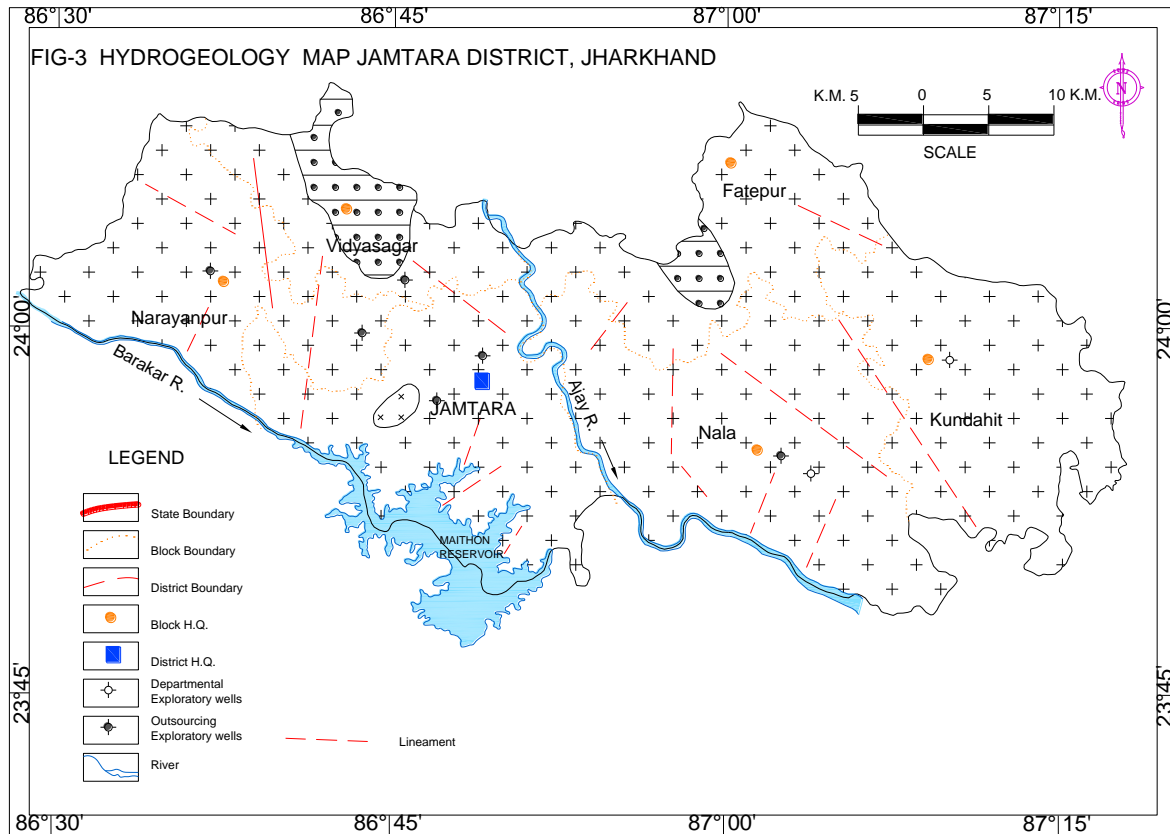 86°30' 86°45' 87°00' 87°15'
FIG-3 HYDROGEOLOGY MAP JAMTARA DISTRICT, JHARKHAND
K.M. 5 0 5 10 K.M.
N
SCALE
Fatepur
Vidyasagar
Narayanpur
24°00'
24°00'
Barakar R.
Ajay R.
JAMTARA
Kundahit
Nala
LEGEND
MAITHON
RESERVOIR
State Boundary
Block Boundary
District Boundary
Block H.Q.
District H.Q.
Departmental
Exploratory wells
Outsourcing
Exploratory wells
River
Lineament
23°45'
23°45'
86°30' 86°45' 87°00' 87°15'